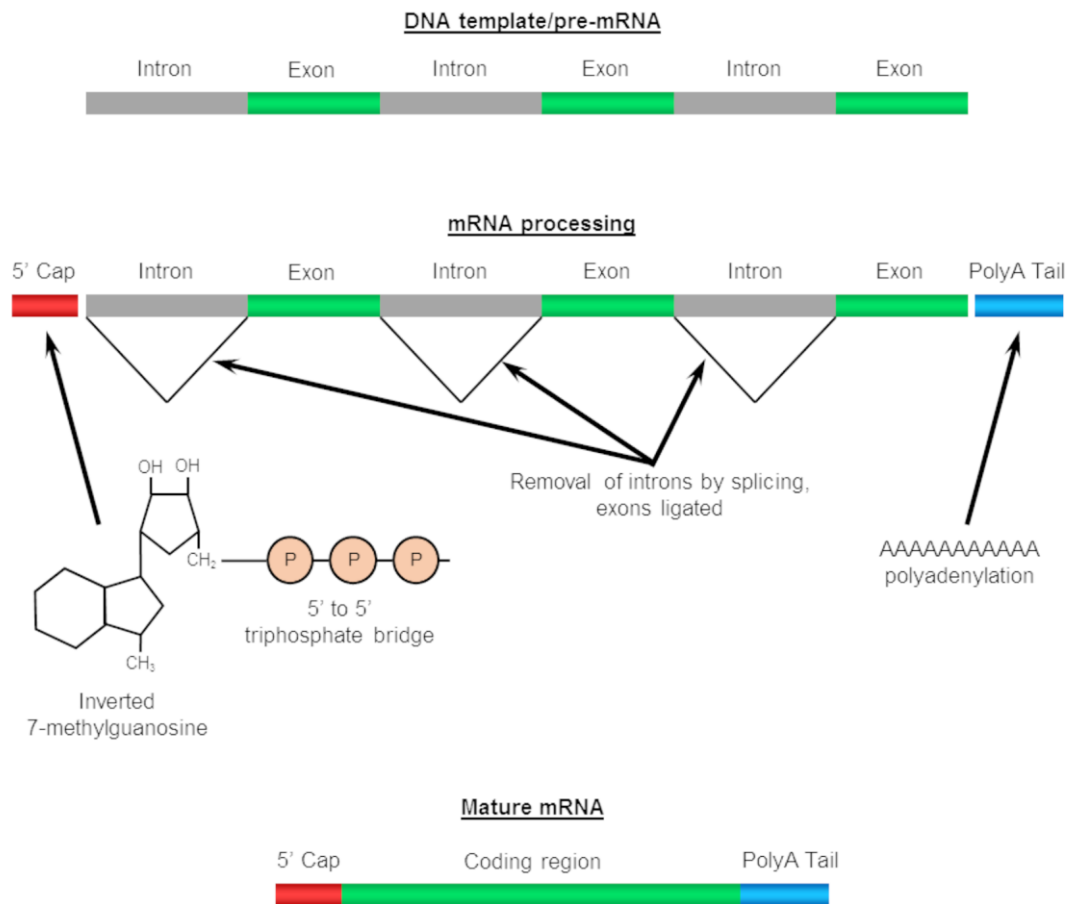 DNA template/pre-mRNA
Intron Exon Intron Exon Intron Exon
mRNA processing
5' Cap Intron Exon Intron Exon Intron Exon PolyA Tail
OH OH
Removal of introns by splicing,
exons ligated
CH₂ P P P
AAAAAAAAAAA
polyadenylation
5' to 5'
triphosphate bridge
CH₃
Inverted
7-methylguanosine
Mature mRNA
5' Cap Coding region PolyA Tail